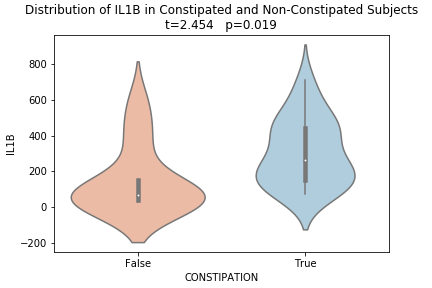 Distribution of IL1B in Constipated and Non-Constipated Subjects
t=2.454 p=0.019
800
600
400
200
0
−200
IL1B
False
True
CONSTIPATION